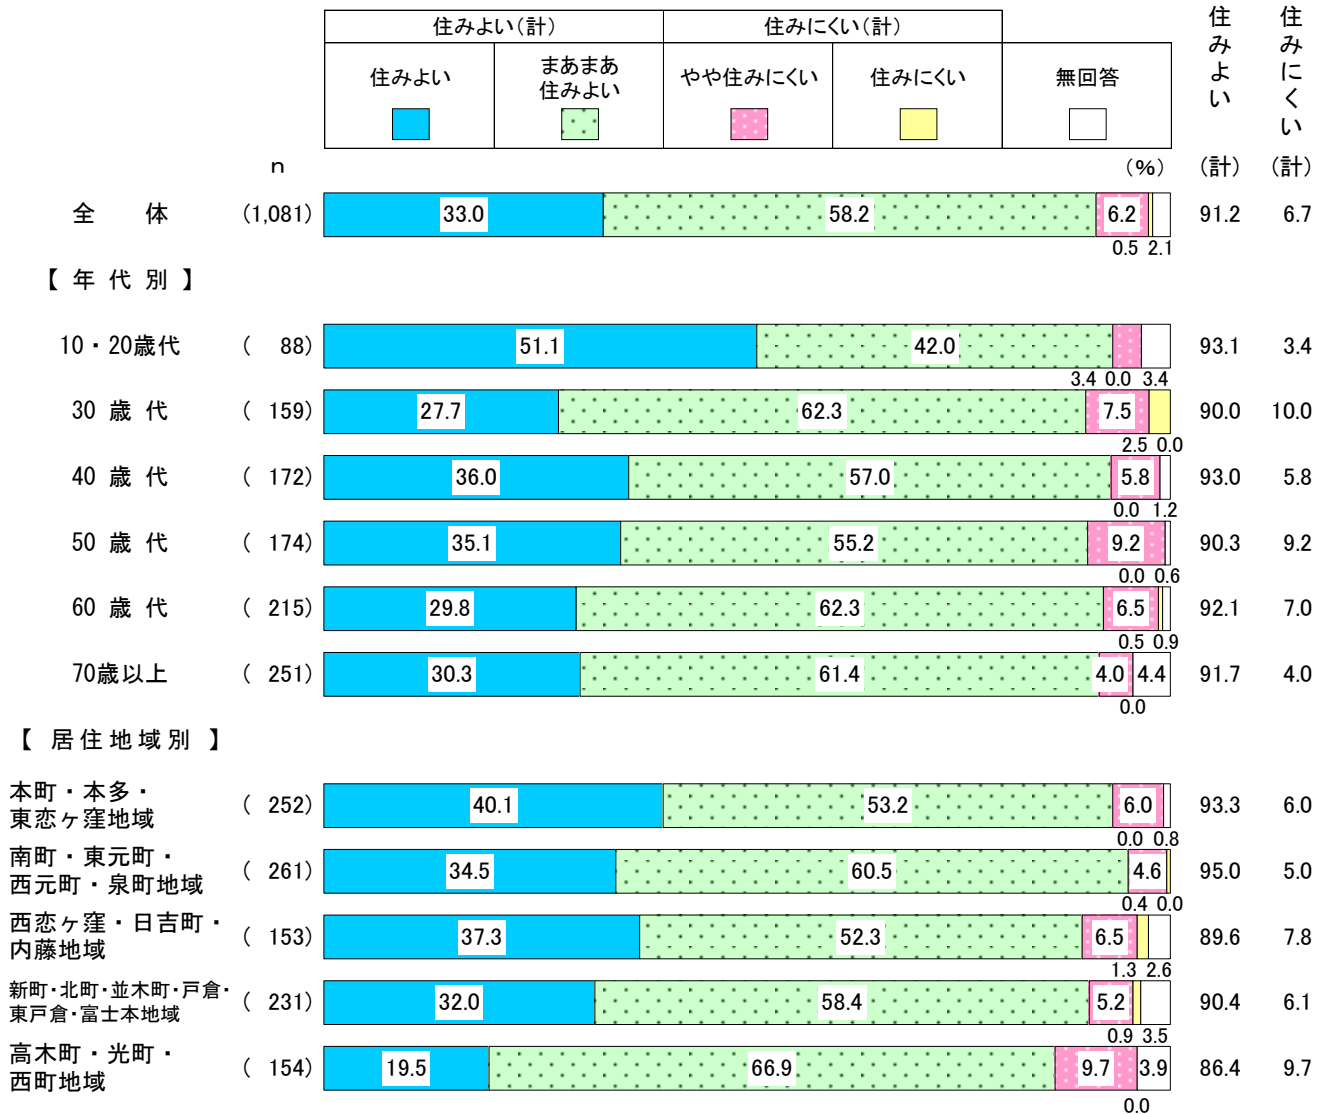 住みよい(計) 住みにくい(計)
住みよい まあまあ住みよい やや住みにくい 住みにくい 無回答
住みよい 住みにくい
n (%) (計) (計)
全 体 (1,081) 33.0 58.2 6.2 91.2 6.7
0.5 2.1
【 年 代 別 】
10・20歳代 ( 88) 51.1 42.0 93.1 3.4
3.4 0.0 3.4
30 歳 代 ( 159) 27.7 62.3 7.5 90.0 10.0
2.5 0.0
40 歳 代 ( 172) 36.0 57.0 5.8 93.0 5.8
0.0 1.2
50 歳 代 ( 174) 35.1 55.2 9.2 90.3 9.2
0.0 0.6
60 歳 代 ( 215) 29.8 62.3 6.5 92.1 7.0
0.5 0.9
70歳以上 ( 251) 30.3 61.4 4.0 4.4 91.7 4.0
0.0
【 居住地域別 】
本町・本多・
東恋ヶ窪地域 ( 252) 40.1 53.2 6.0 93.3 6.0
0.0 0.8
南町・東元町・
西元町・泉町地域 ( 261) 34.5 60.5 4.6 95.0 5.0
0.4 0.0
西恋ヶ窪・日吉町・
内藤地域 ( 153) 37.3 52.3 6.5 89.6 7.8
1.3 2.6
新町・北町・並木町・戸倉・
東戸倉・富士本地域 ( 231) 32.0 58.4 5.2 90.4 6.1
0.9 3.5
高木町・光町・
西町地域 ( 154) 19.5 66.9 9.7 3.9 86.4 9.7
0.0